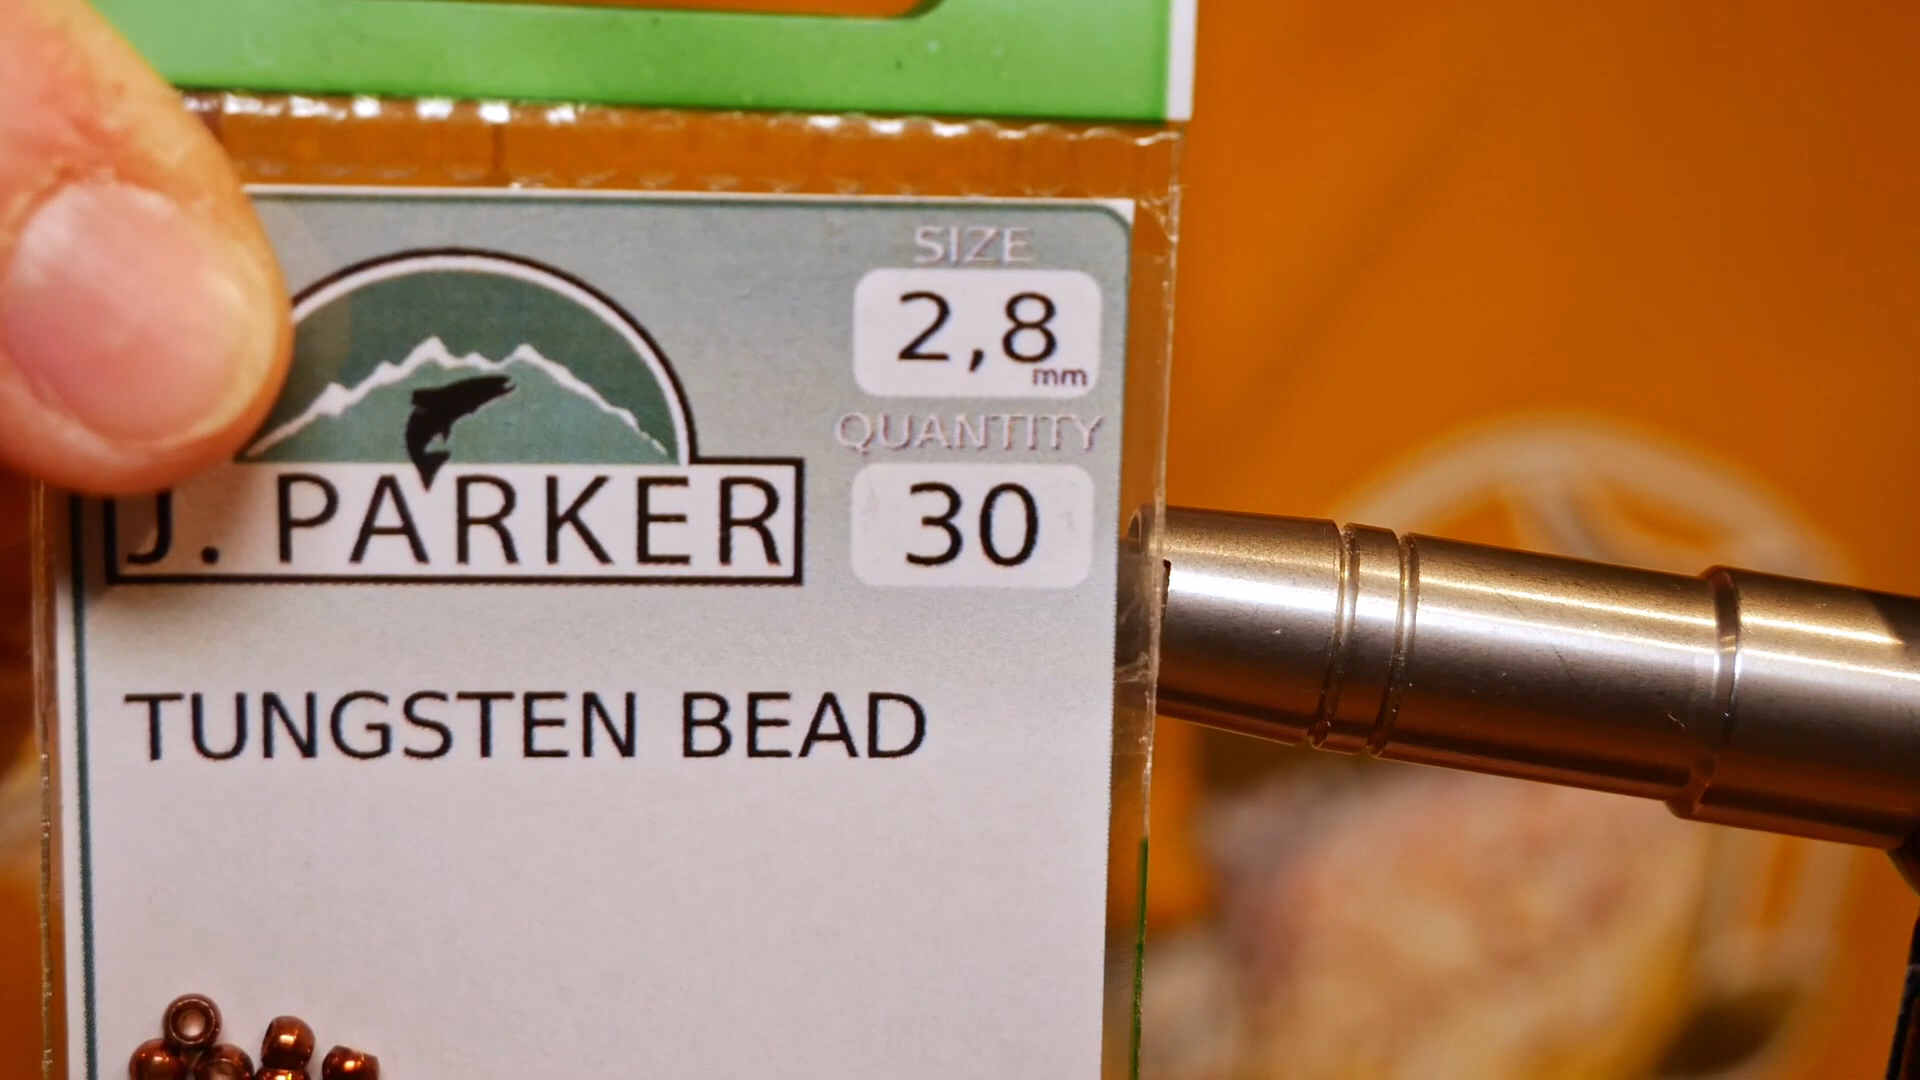 SIZE
2,8
mm
QUANTITY
30
J. PARKER
TUNGSTEN BEAD